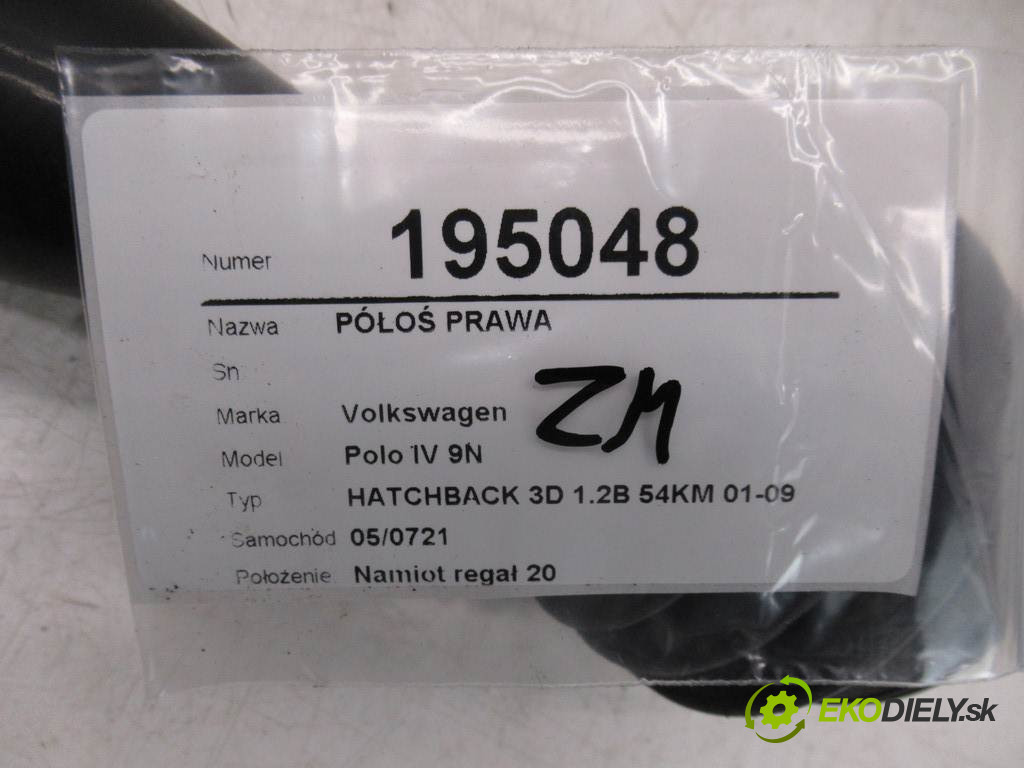 Numer 195048
Nazwa PÓŁOŚ PRAWA
Sn
Marka Volkswagen
ZM
Model Polo IV 9N
Typ HATCHBACK 3D 1.2B 54KM 01-09
Samochód 05/0721
Położenie Namiot regał 20
EKODIELY.sk